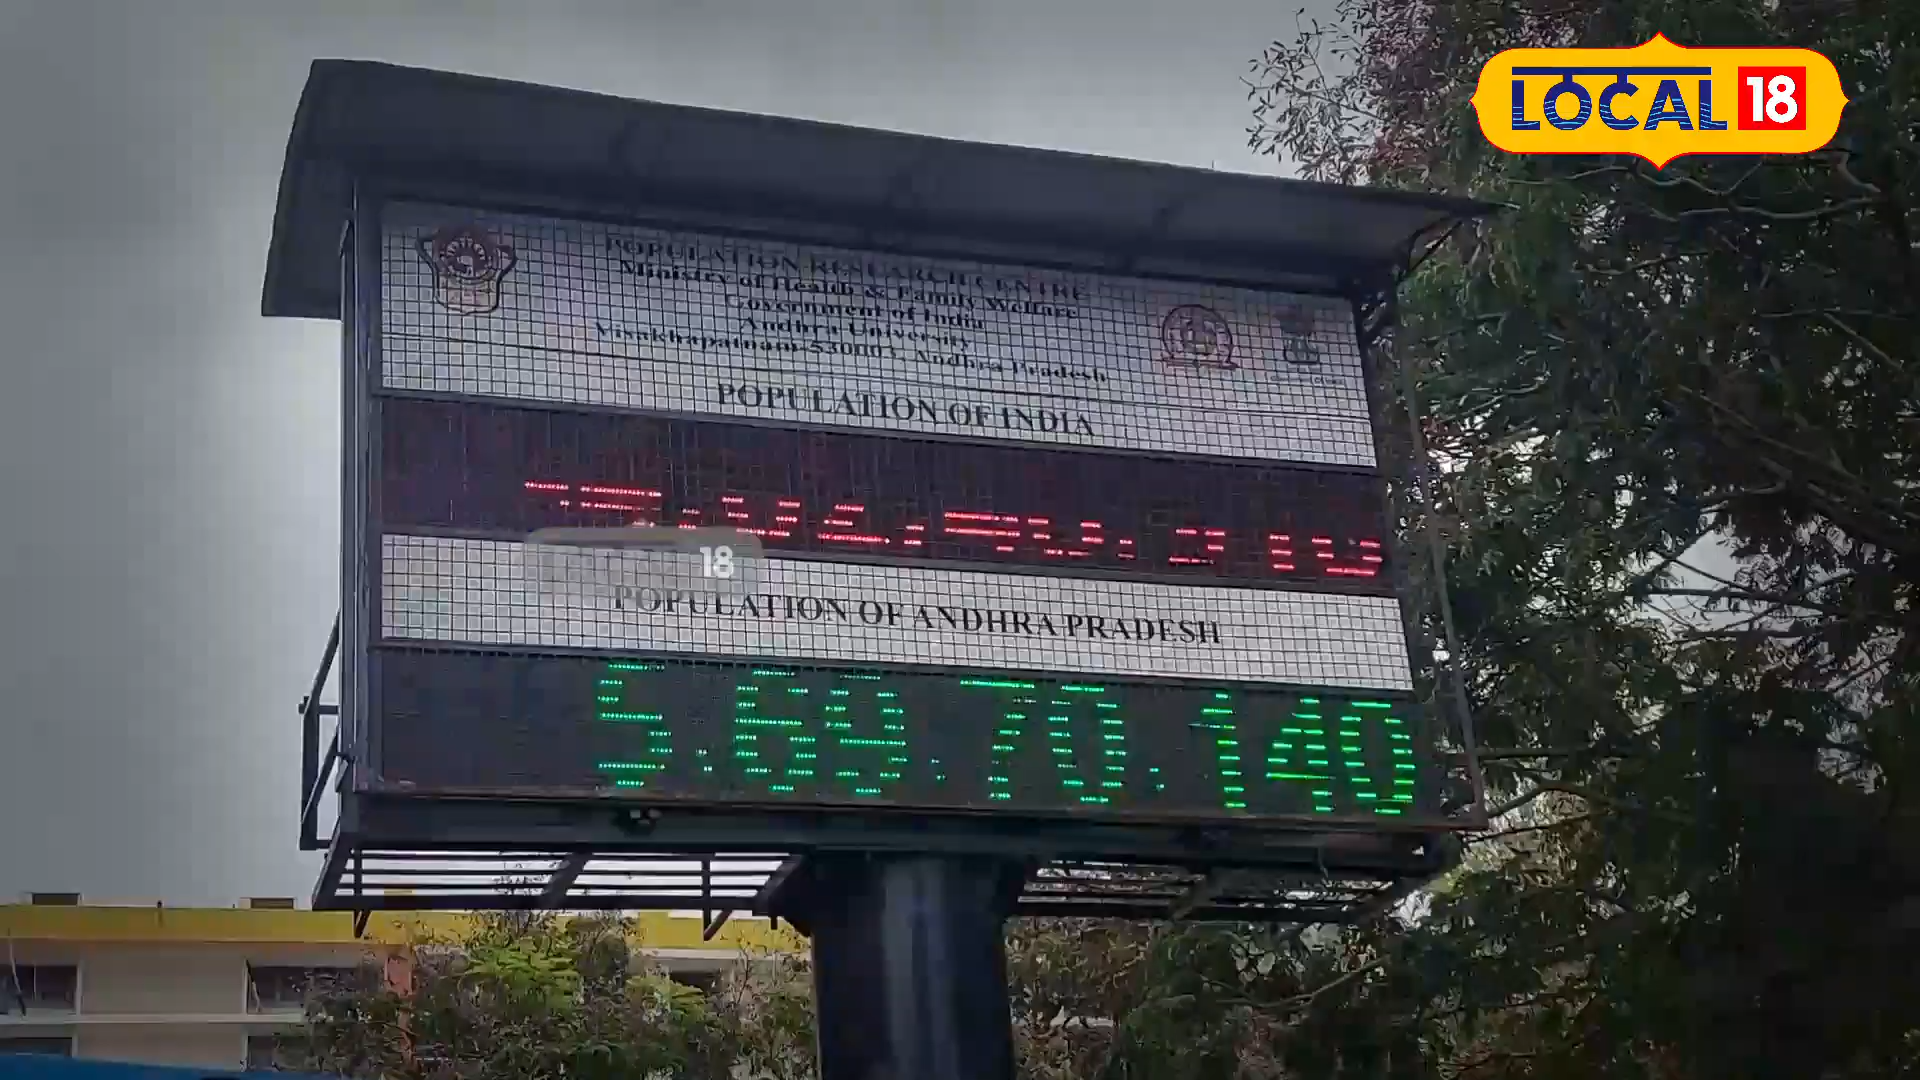 LOCAL 18
POPULATION RESEARCH CENTRE
Ministry of Health & Family Welfare
Government of India
Andhra University
Visakhapatnam-530003, Andhra Pradesh
POPULATION OF INDIA
18
POPULATION OF ANDHRA PRADESH
5.69.70.140